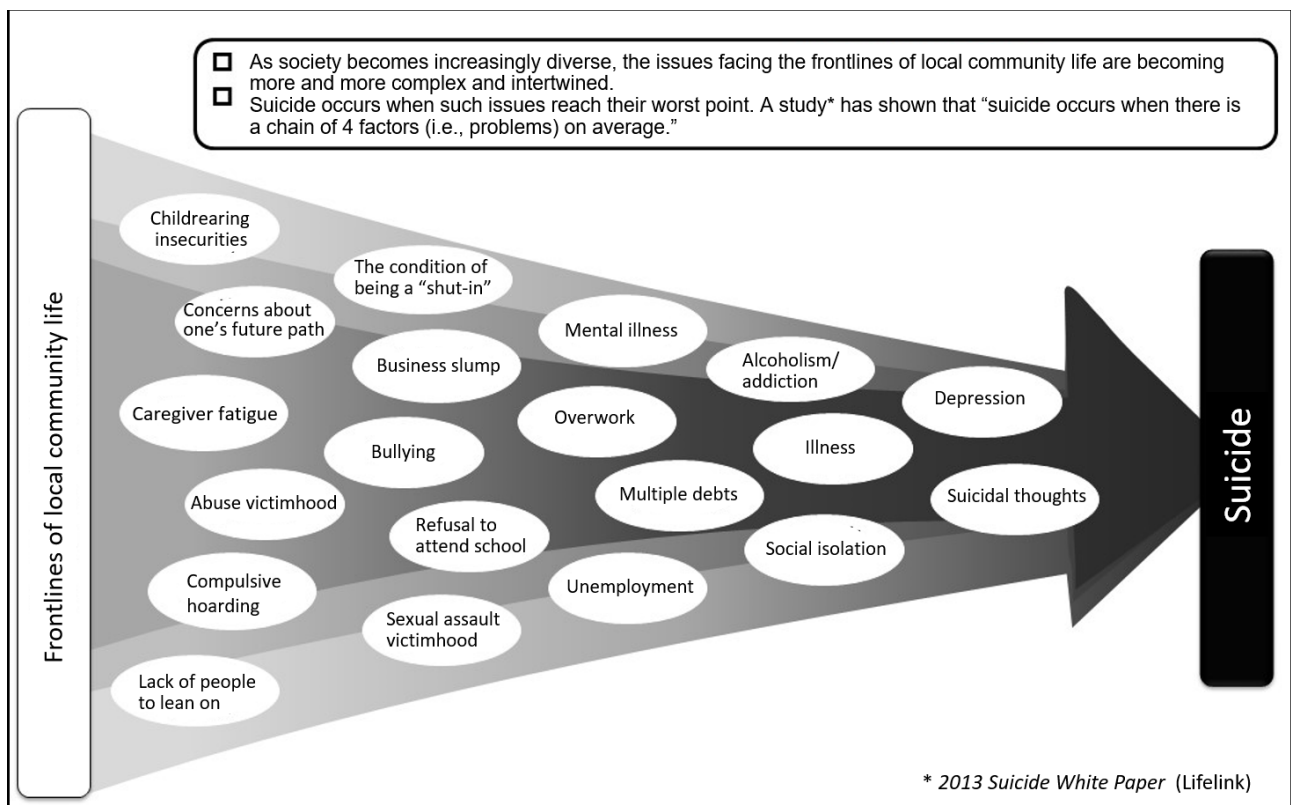 As society becomes increasingly diverse, the issues facing the frontlines of local community life are becoming
more and more complex and intertwined.
Suicide occurs when such issues reach their worst point. A study* has shown that “suicide occurs when there is
a chain of 4 factors (i.e., problems) on average.”
Frontlines of local community life
Childrearing
insecurities
The condition of
being a “shut-in”
Concerns about
one’s future path
Mental illness
Business slump
Alcoholism/
addiction
Depression
Caregiver fatigue
Overwork
Bullying
Illness
Abuse victimhood
Multiple debts
Suicidal thoughts
Refusal to
attend school
Social isolation
Compulsive
hoarding
Unemployment
Sexual assault
victimhood
Lack of people
to lean on
Suicide
* 2013 Suicide White Paper (Lifelink)